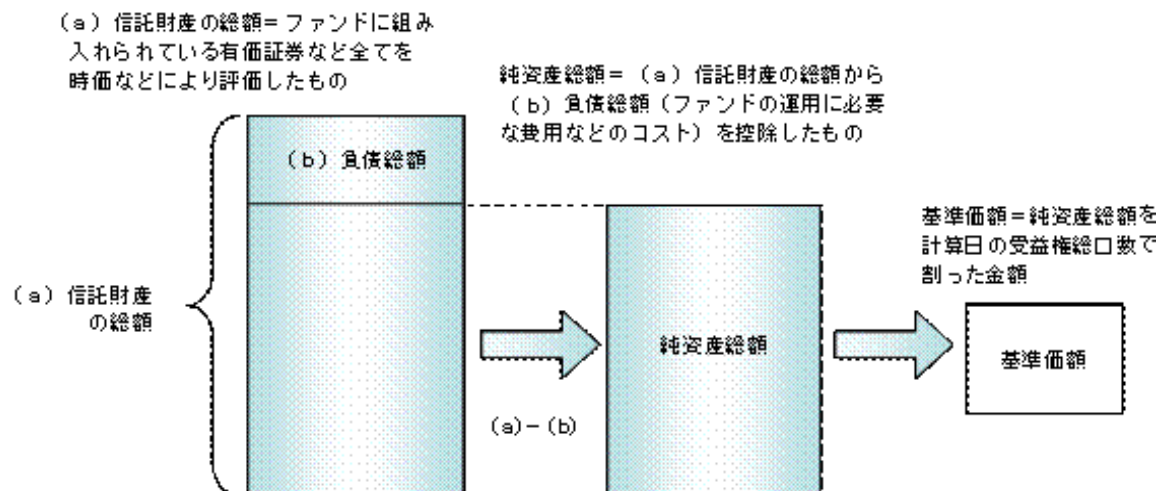 (a) 信託財産の総額=ファンドに組み
入れられている有価証券など全てを
時価などにより評価したもの
純資産総額=(a) 信託財産の総額から
(b) 負債総額(ファンドの運用に必要
な費用などのコスト)を控除したもの
(b) 負債総額
基準価額=純資産総額を
計算日の受益権総口数で
割った金額
(a) 信託財産
の総額
純資産総額
基準価額
(a)-(b)